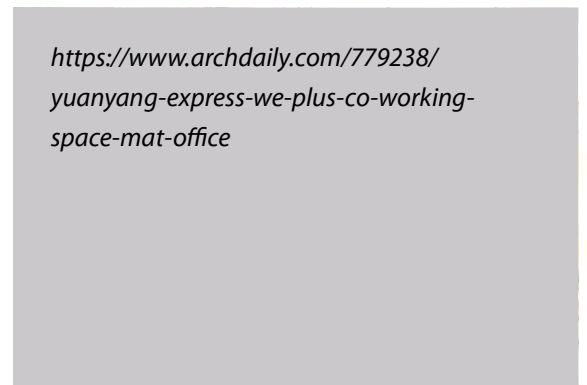 https://www.archdaily.com/779238/
yuanyang-express-we-plus-co-working-
space-mat-office